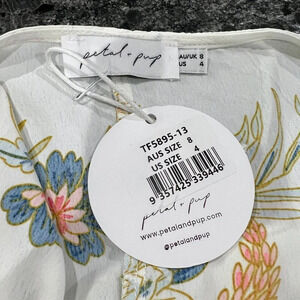 petal + pup
AU/UK 8
US 4
TF5895-13
AUS SIZE 8
US SIZE 4
9 357425 339446
petal + pup
www.petalandpup.com
@petalandpup